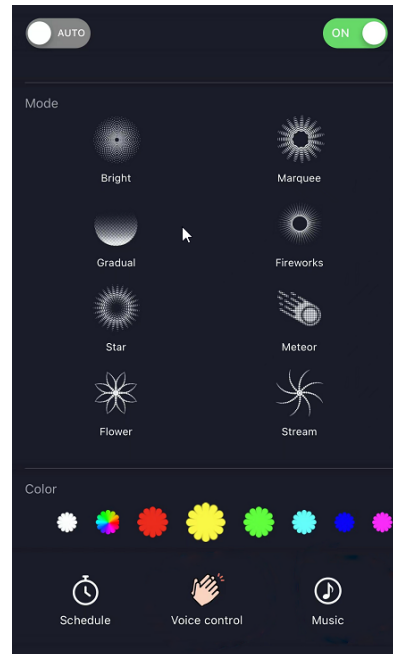 AUTO
ON
Mode
Bright
Marquee
Gradual
Fireworks
Star
Meteor
Flower
Stream
Color
Schedule
Voice control
Music